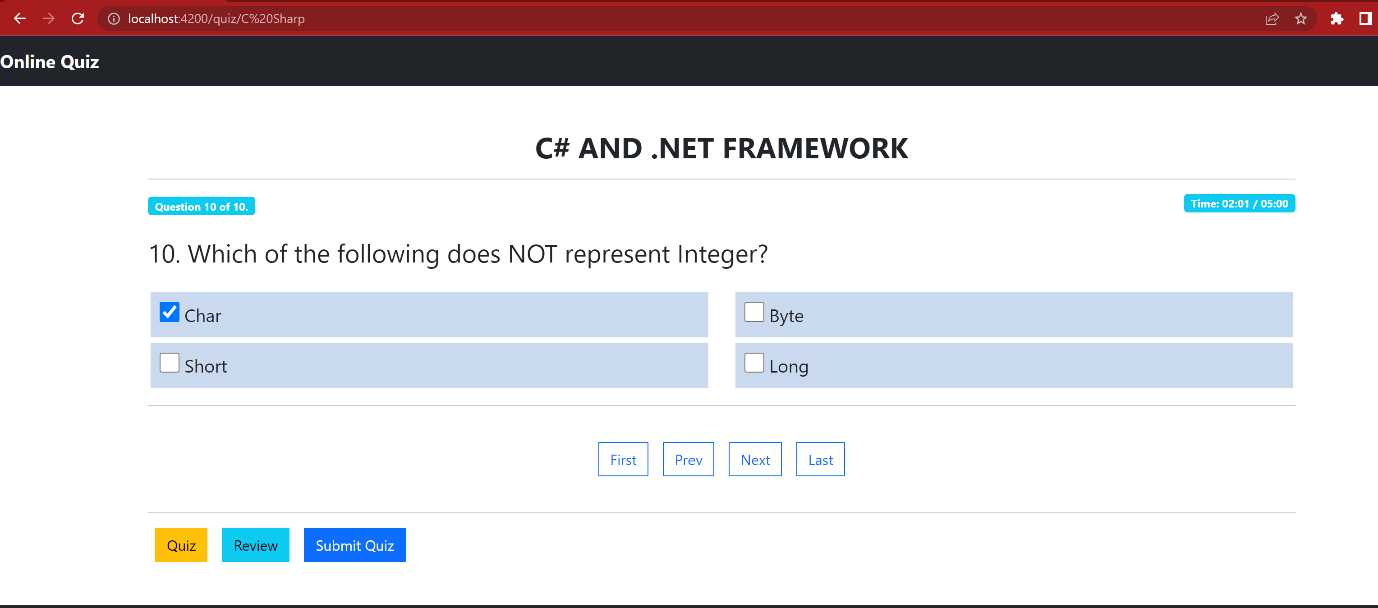 localhost:4200/quiz/C%20Sharp
Online Quiz
C# AND .NET FRAMEWORK
Question 10 of 10.
Time: 02:01 / 05:00
10. Which of the following does NOT represent Integer?
Char
Byte
Short
Long
First Prev Next Last
Quiz Review Submit Quiz